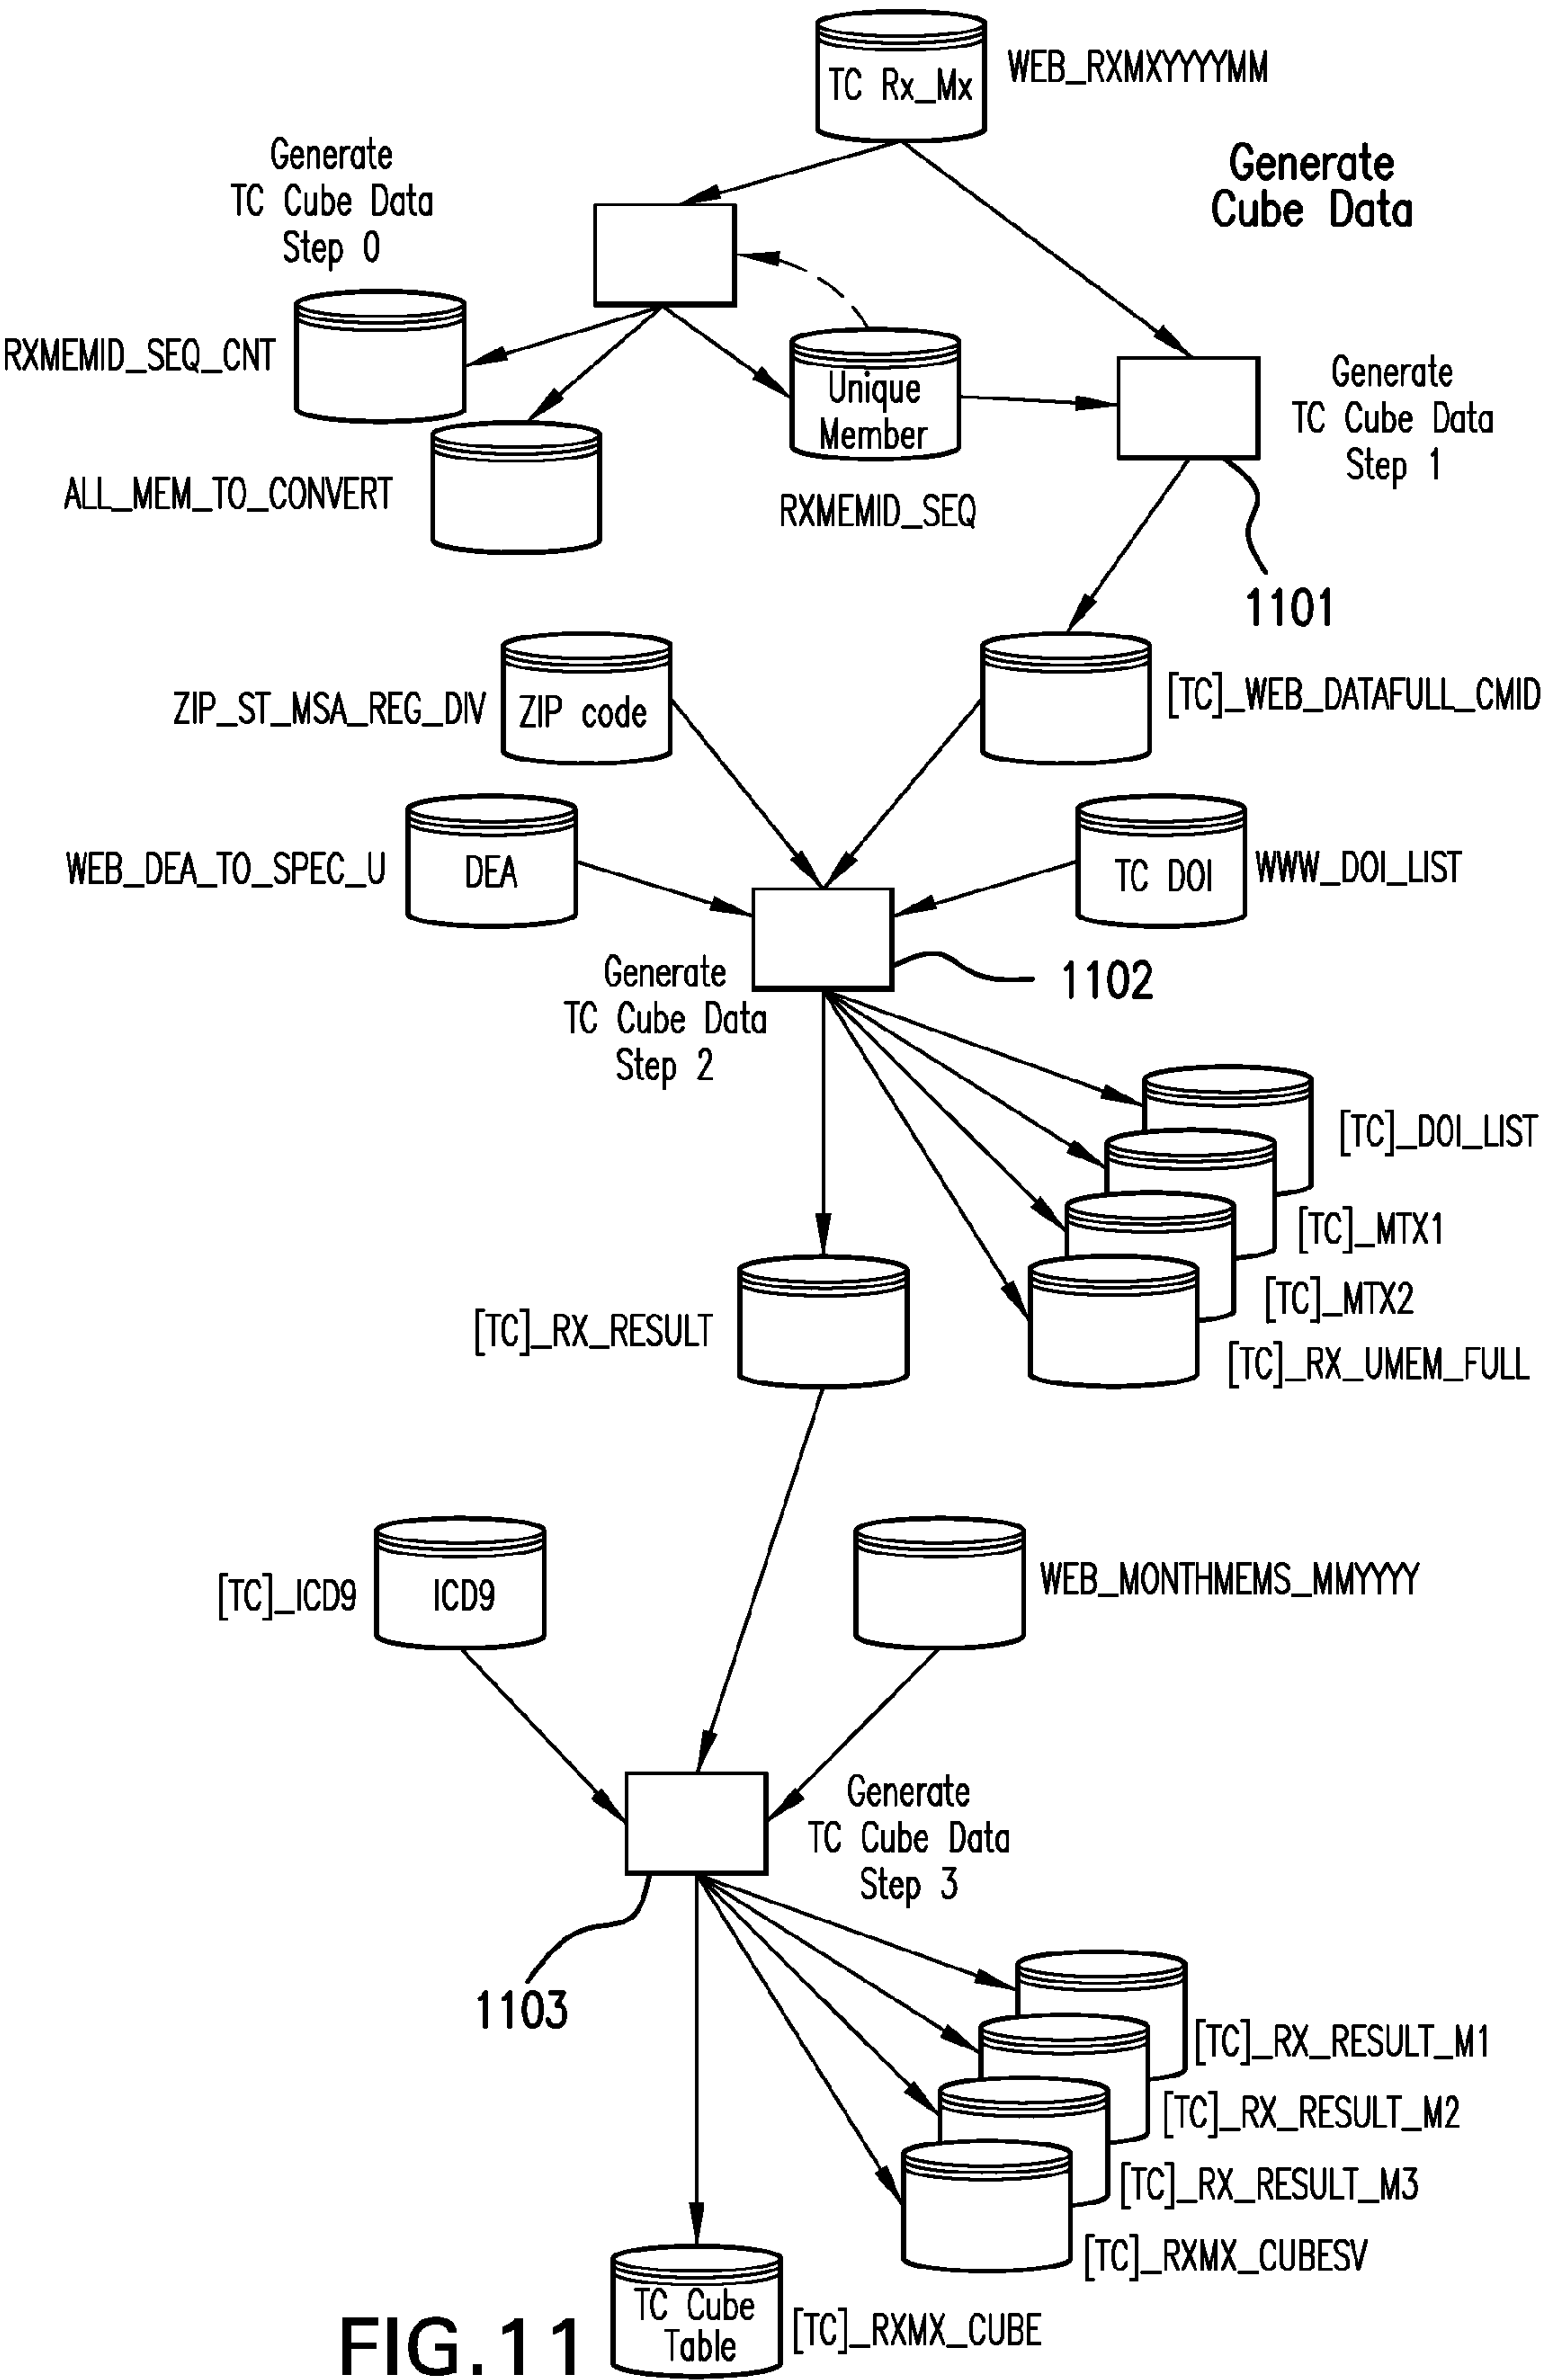 TC Rx_Mx
WEB_RXMXYYYYMM
Generate
TC Cube Data
Step 0
Generate
Cube Data
RXMEMID_SEQ_CNT
Unique
Member
Generate
TC Cube Data
Step 1
ALL_MEM_TO_CONVERT
RXMEMID_SEQ
1101
ZIP_ST_MSA_REG_DIV
ZIP code
[TC]_WEB_DATAFULL_CMID
WEB_DEA_TO_SPEC_U
DEA
TC DOI
WWW_DOI_LIST
Generate
TC Cube Data
Step 2
1102
[TC]_DOI_LIST
[TC]_MTX1
[TC]_MTX2
[TC]_RX_RESULT
[TC]_RX_UMEM_FULL
[TC]_ICD9
ICD9
WEB_MONTHMEMS_MMYYYY
Generate
TC Cube Data
Step 3
1103
[TC]_RX_RESULT_M1
[TC]_RX_RESULT_M2
[TC]_RX_RESULT_M3
[TC]_RXMX_CUBESV
TC Cube
Table
[TC]_RXMX_CUBE
FIG.11